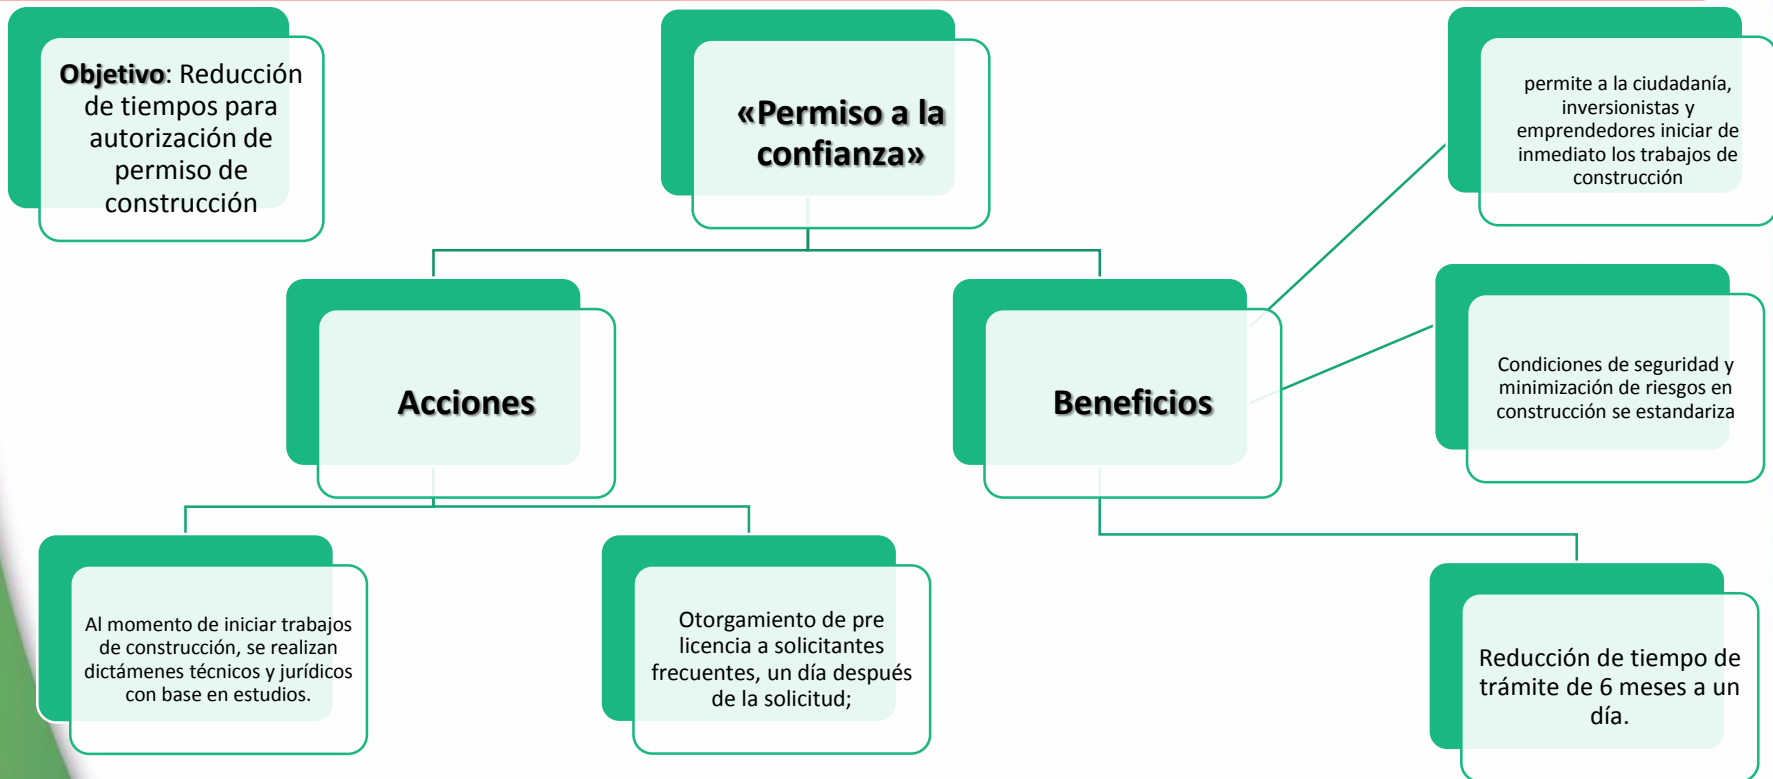 Objetivo: Reducción
de tiempos para
autorización de
permiso de
construcción
«Permiso a la
confianza»
permite a la ciudadanía,
inversionistas y
emprendedores iniciar de
inmediato los trabajos de
construcción
Acciones
Beneficios
Condiciones de seguridad y
minimización de riesgos en
construcción se estandariza
Al momento de iniciar trabajos
de construcción, se realizan
dictámenes técnicos y jurídicos
con base en estudios.
Otorgamiento de pre
licencia a solicitantes
frecuentes, un día después
de la solicitud;
Reducción de tiempo de
trámite de 6 meses a un
día.